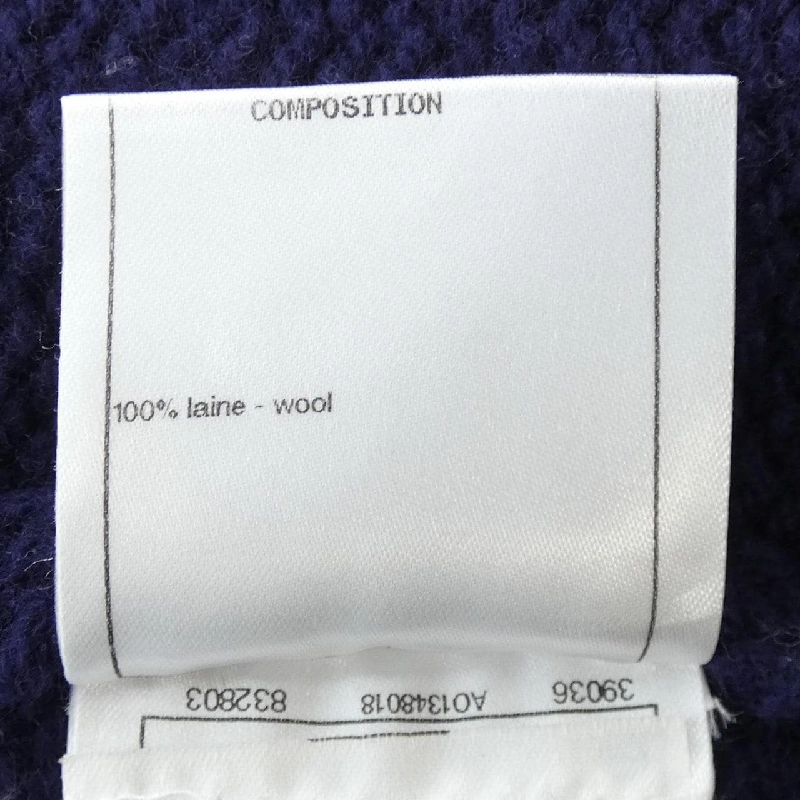 COMPOSITION
100% laine - wool
39036 A01348018 832803